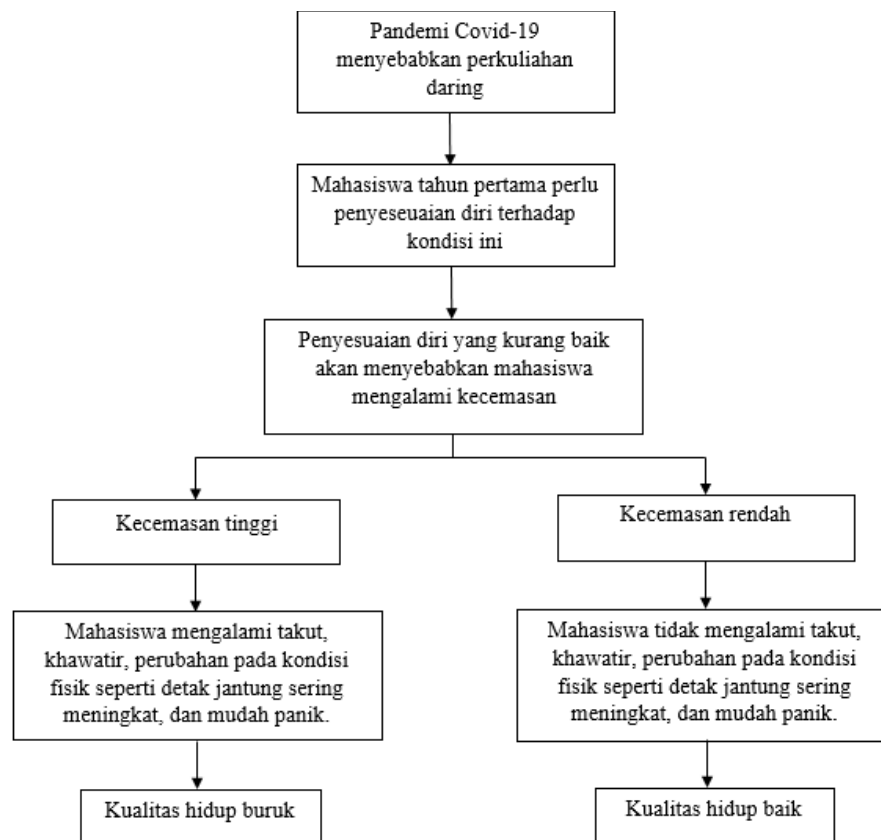 Pandemi Covid-19
menyebabkan perkuliahan
daring
Mahasiswa tahun pertama perlu
penyeseuaian diri terhadap
kondisi ini
Penyesuaian diri yang kurang baik
akan menyebabkan mahasiswa
mengalami kecemasan
Kecemasan tinggi
Kecemasan rendah
Mahasiswa mengalami takut,
khawatir, perubahan pada kondisi
fisik seperti detak jantung sering
meningkat, dan mudah panik.
Mahasiswa tidak mengalami takut,
khawatir, perubahan pada kondisi
fisik seperti detak jantung sering
meningkat, dan mudah panik.
Kualitas hidup buruk
Kualitas hidup baik